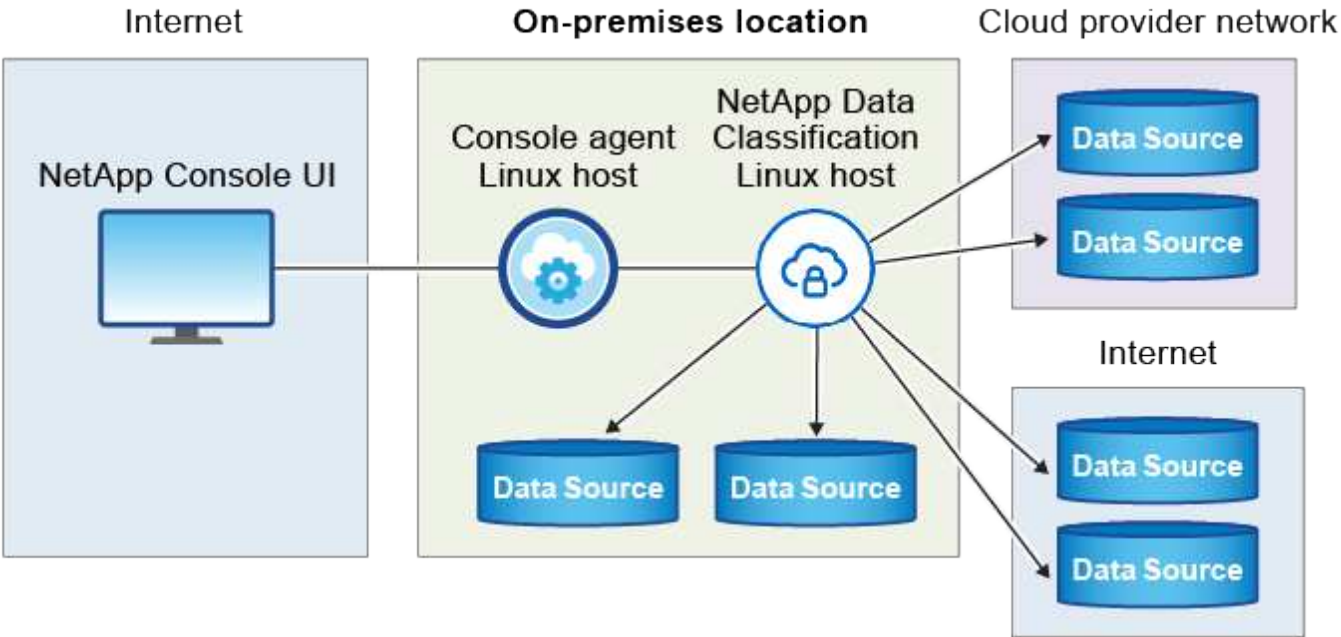 Internet
On-premises location
Cloud provider network
NetApp Console UI
Console agent
Linux host
NetApp Data
Classification
Linux host
Data Source
Data Source
Data Source
Data Source
Internet
Data Source
Data Source